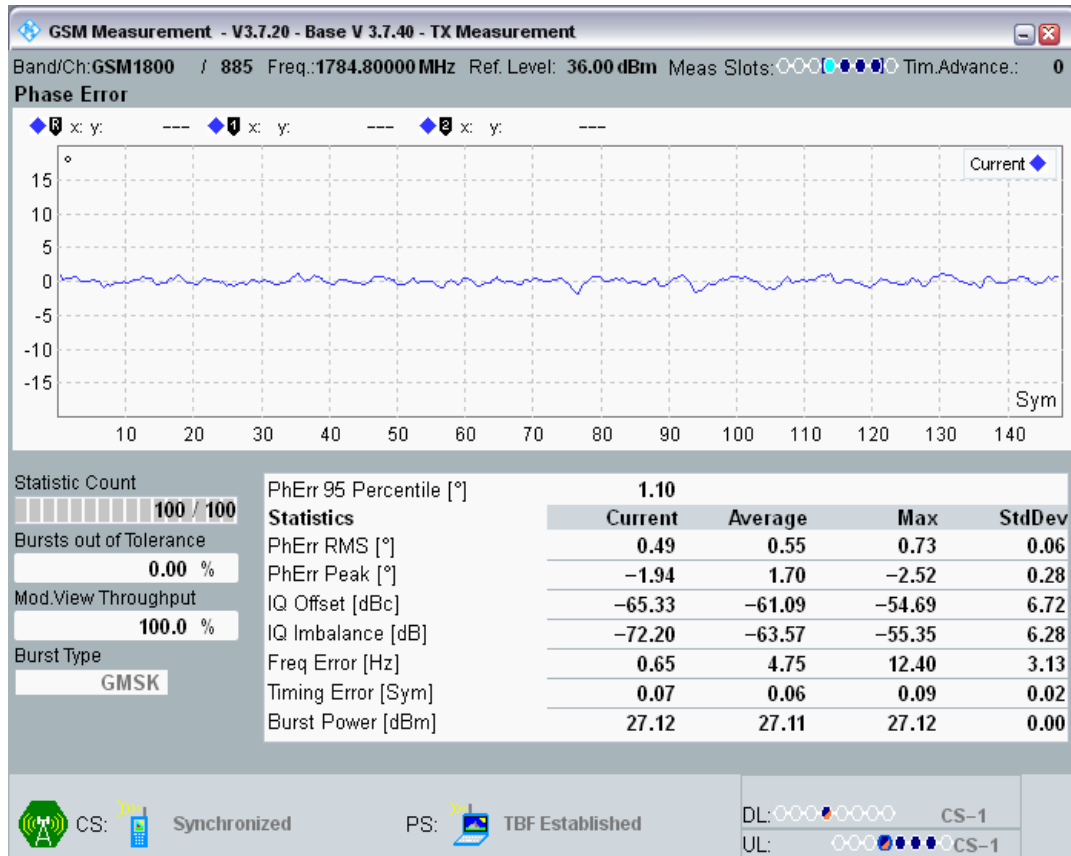 GSM Measurement - V3.7.20 - Base V 3.7.40 - TX Measurement
Band/Ch:GSM1800 / 885 Freq.:1784.80000 MHz Ref. Level: 36.00 dBm Meas Slots: Tim.Advance.: 0
Phase Error
R x: y: --- 1 x: y: --- 2 x: y: ---
°
Current
15
10
5
0
-5
-10
-15
Sym
10 20 30 40 50 60 70 80 90 100 110 120 130 140
Statistic Count
100 / 100
Bursts out of Tolerance
0.00 %
Mod.View Throughput
100.0 %
Burst Type
GMSK
PhErr 95 Percentile [°] 1.10
Statistics Current Average Max StdDev
PhErr RMS [°] 0.49 0.55 0.73 0.06
PhErr Peak [°] −1.94 1.70 −2.52 0.28
IQ Offset [dBc] −65.33 −61.09 −54.69 6.72
IQ Imbalance [dB] −72.20 −63.57 −55.35 6.28
Freq Error [Hz] 0.65 4.75 12.40 3.13
Timing Error [Sym] 0.07 0.06 0.09 0.02
Burst Power [dBm] 27.12 27.11 27.12 0.00
CS: Synchronized PS: TBF Established
DL: CS−1
UL: CS−1